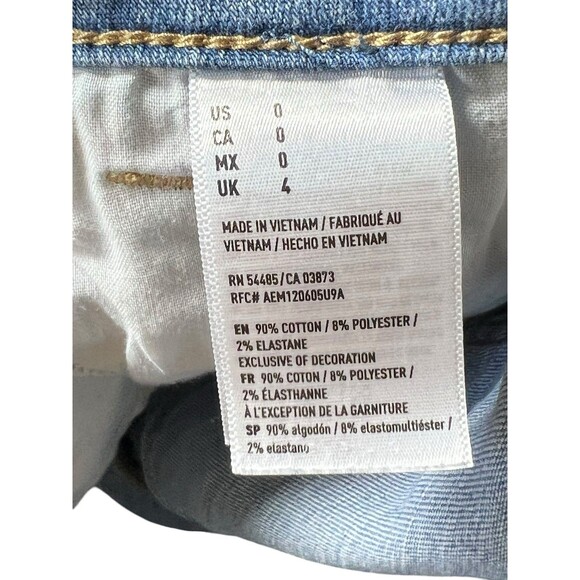 US 0
CA 0
MX 0
UK 4
MADE IN VIETNAM / FABRIQUÉ AU
VIETNAM / HECHO EN VIETNAM
RN 54485/CA 03873
RFC# AEM120605U9A
EN 90% COTTON / 8% POLYESTER /
2% ELASTANE
EXCLUSIVE OF DECORATION
FR 90% COTON / 8% POLYESTER /
2% ÉLASTHANNE
À L'EXCEPTION DE LA GARNITURE
SP 90% algodón / 8% elastomultiéster /
2% elastano